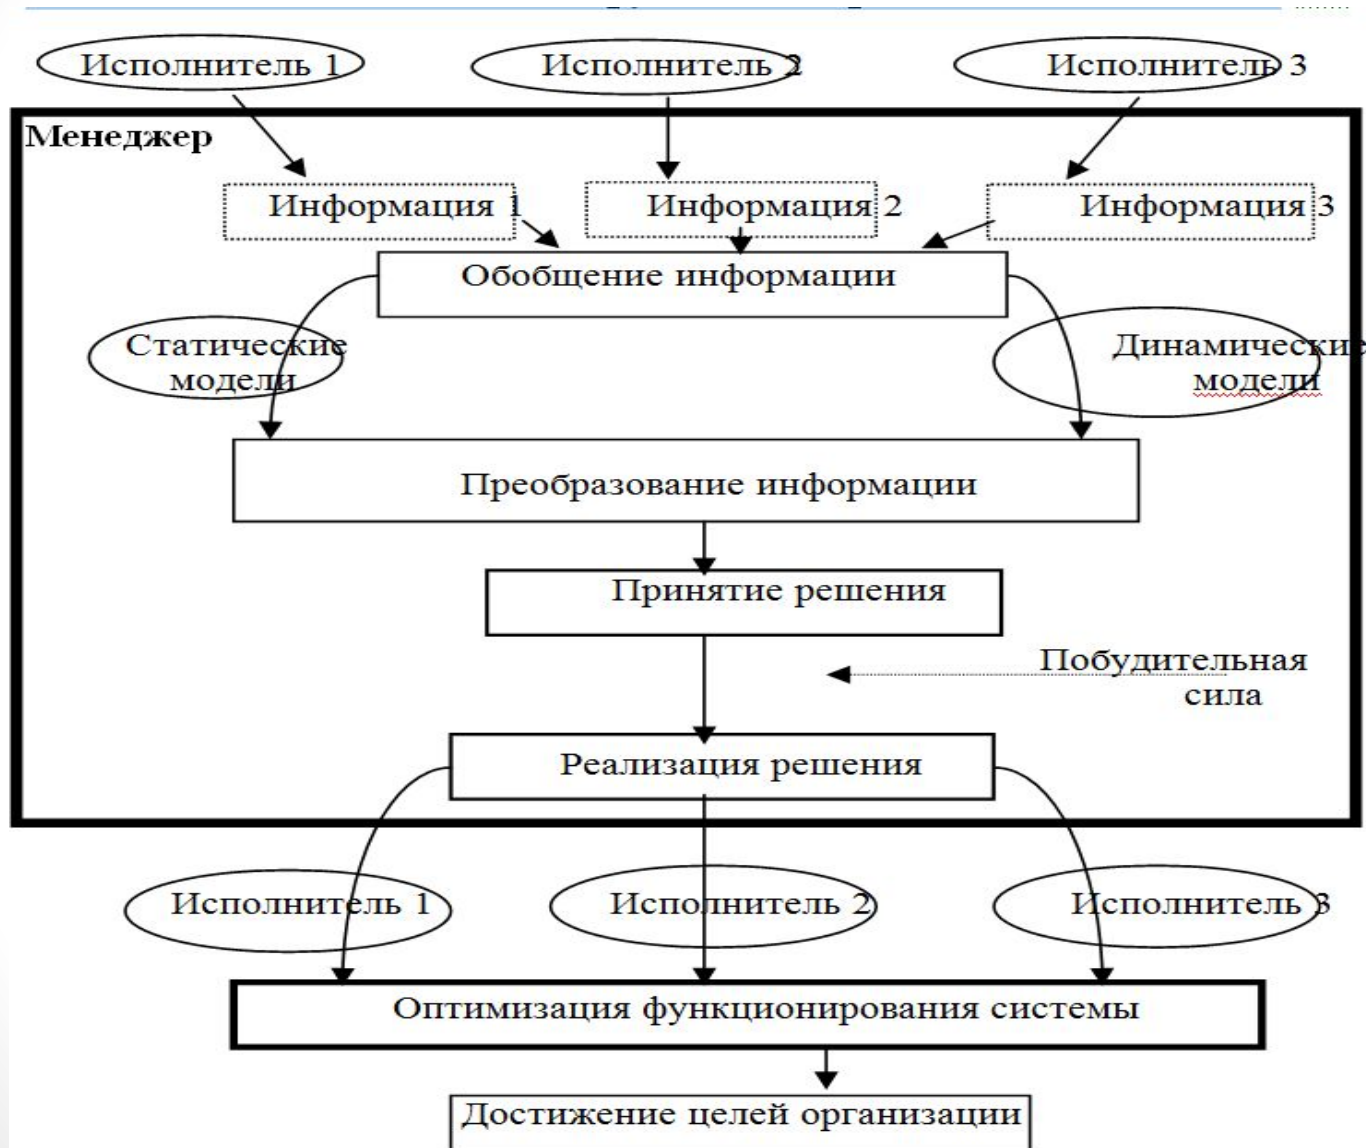 Исполнитель 1
Исполнитель 2
Исполнитель 3
Менеджер
Информация 1
Информация 2
Информация 3
Обобщение информации
Статические
модели
Динамические
модели
Преобразование информации
Принятие решения
Побудительная
сила
Реализация решения
Исполнитель 1
Исполнитель 2
Исполнитель 3
Оптимизация функционирования системы
Достижение целей организации